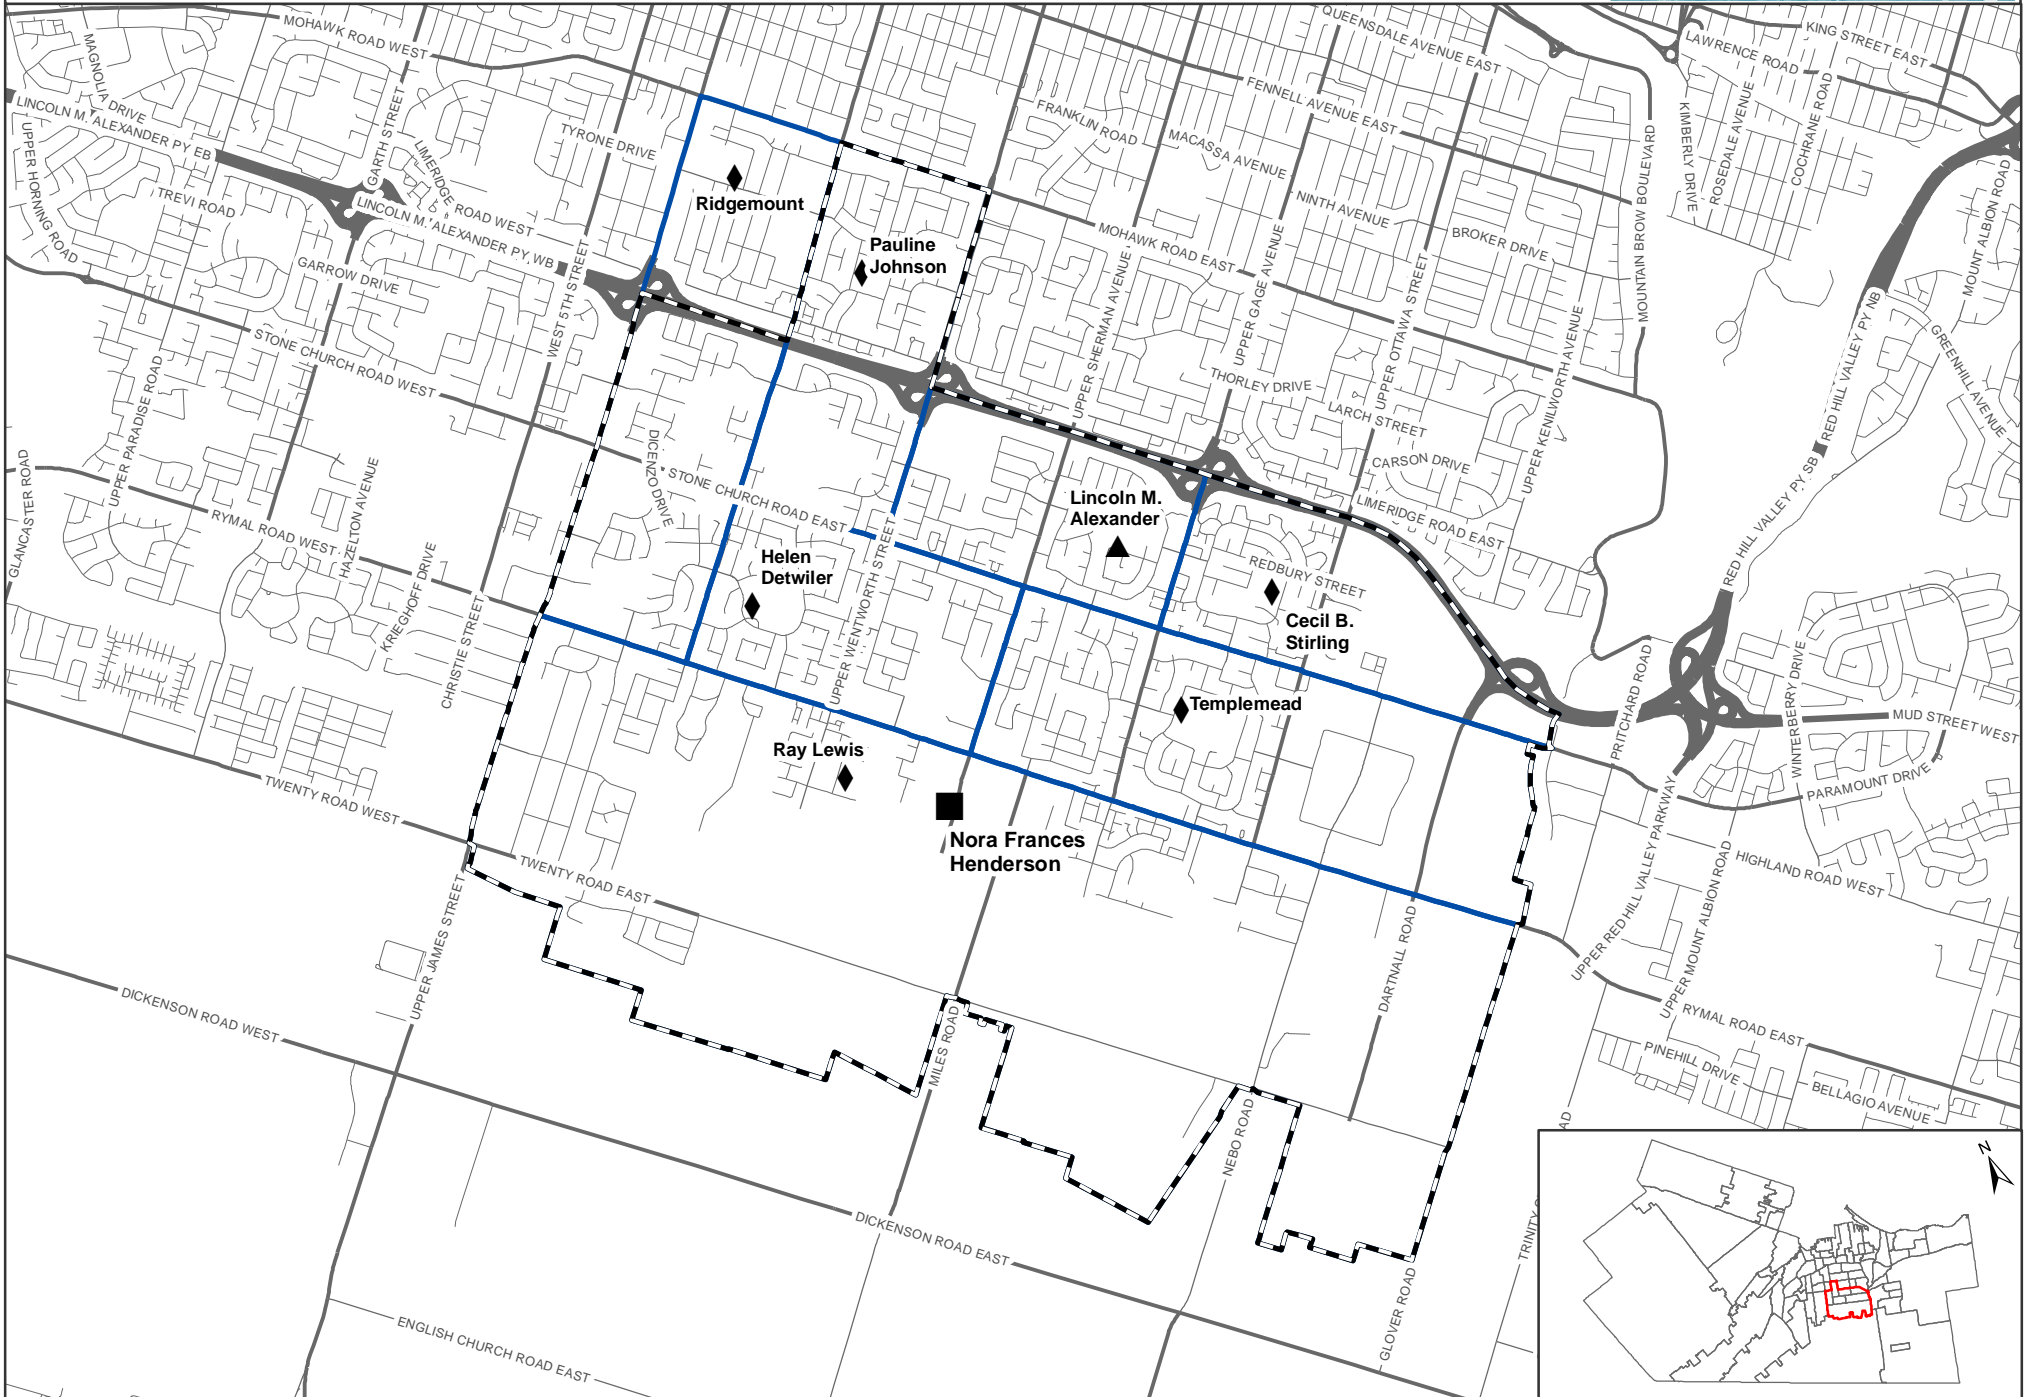 MOHAWK ROAD WEST
QUEENSDALE AVENUE EAST
KING STREET EAST
LAWRENCE ROAD
MAGNOLIA DRIVE
LINCOLN M. ALEXANDER PY EB
GARTH STREET
LIMERIDGE ROAD WEST
TYRONE DRIVE
FRANKLIN ROAD
FENNELL AVENUE EAST
MACASSA AVENUE
KIMBERLY DRIVE
ROSEDALE AVENUE
COCHRANE ROAD
MOUNTAIN BROW BOULEVARD
UPPER HORNING ROAD
TREVI ROAD
LINCOLN M. ALEXANDER PY WB
Ridgemount
NINTH AVENUE
BROKER DRIVE
MOUNT ALBION ROAD
Pauline
Johnson
MOHAWK ROAD EAST
GARROW DRIVE
WEST 5TH STREET
UPPER SHERMAN AVENUE
UPPER GAGE AVENUE
UPPER OTTAWA STREET
UPPER KENILWORTH AVENUE
RED HILL VALLEY PY NB
GREENHILL AVENUE
STONE CHURCH ROAD WEST
UPPER PARADISE ROAD
THORLEY DRIVE
LARCH STREET
CARSON DRIVE
DICENZO DRIVE
STONE CHURCH ROAD EAST
Lincoln M.
Alexander
LIMERIDGE ROAD EAST
RED HILL VALLEY PY SB
GLANCASTER ROAD
RYMAL ROAD WEST
HAZELTON AVENUE
KRIEGHOFF DRIVE
CHRISTIE STREET
Helen
Detwiler
UPPER WENTWORTH STREET
REDBURY STREET
Cecil B.
Stirling
Templemead
PRITCHARD ROAD
WINTERBERRY DRIVE
MUD STREET WEST
PARAMOUNT DRIVE
Ray Lewis
TWENTY ROAD WEST
Nora Frances
Henderson
TWENTY ROAD EAST
HIGHLAND ROAD WEST
UPPER RED HILL VALLEY PARKWAY
UPPER MOUNT ALBION ROAD
UPPER JAMES STREET
DARTNALL ROAD
DICKENSON ROAD WEST
RYMAL ROAD EAST
MILES ROAD
PINEHILL DRIVE
BELLAGIO AVENUE
NEBO ROAD
DICKENSON ROAD EAST
TRINITY
AD
GLOVER ROAD
ENGLISH CHURCH ROAD EAST
N